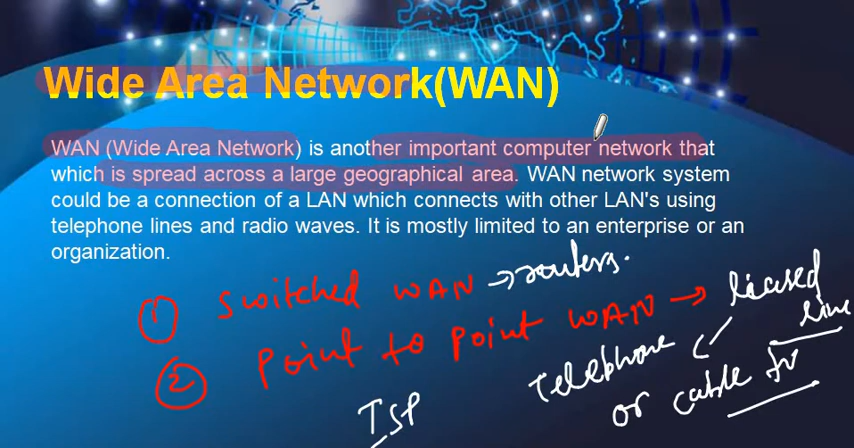 Wide Area Network(WAN)
WAN (Wide Area Network) is another important computer network that
which is spread across a large geographical area. WAN network system
could be a connection of a LAN which connects with other LAN's using
telephone lines and radio waves. It is mostly limited to an enterprise or an
organization.
1 Switched WAN → routers.
2 Point to Point WAN → liased
line
Telephone
or cable TV
ISP